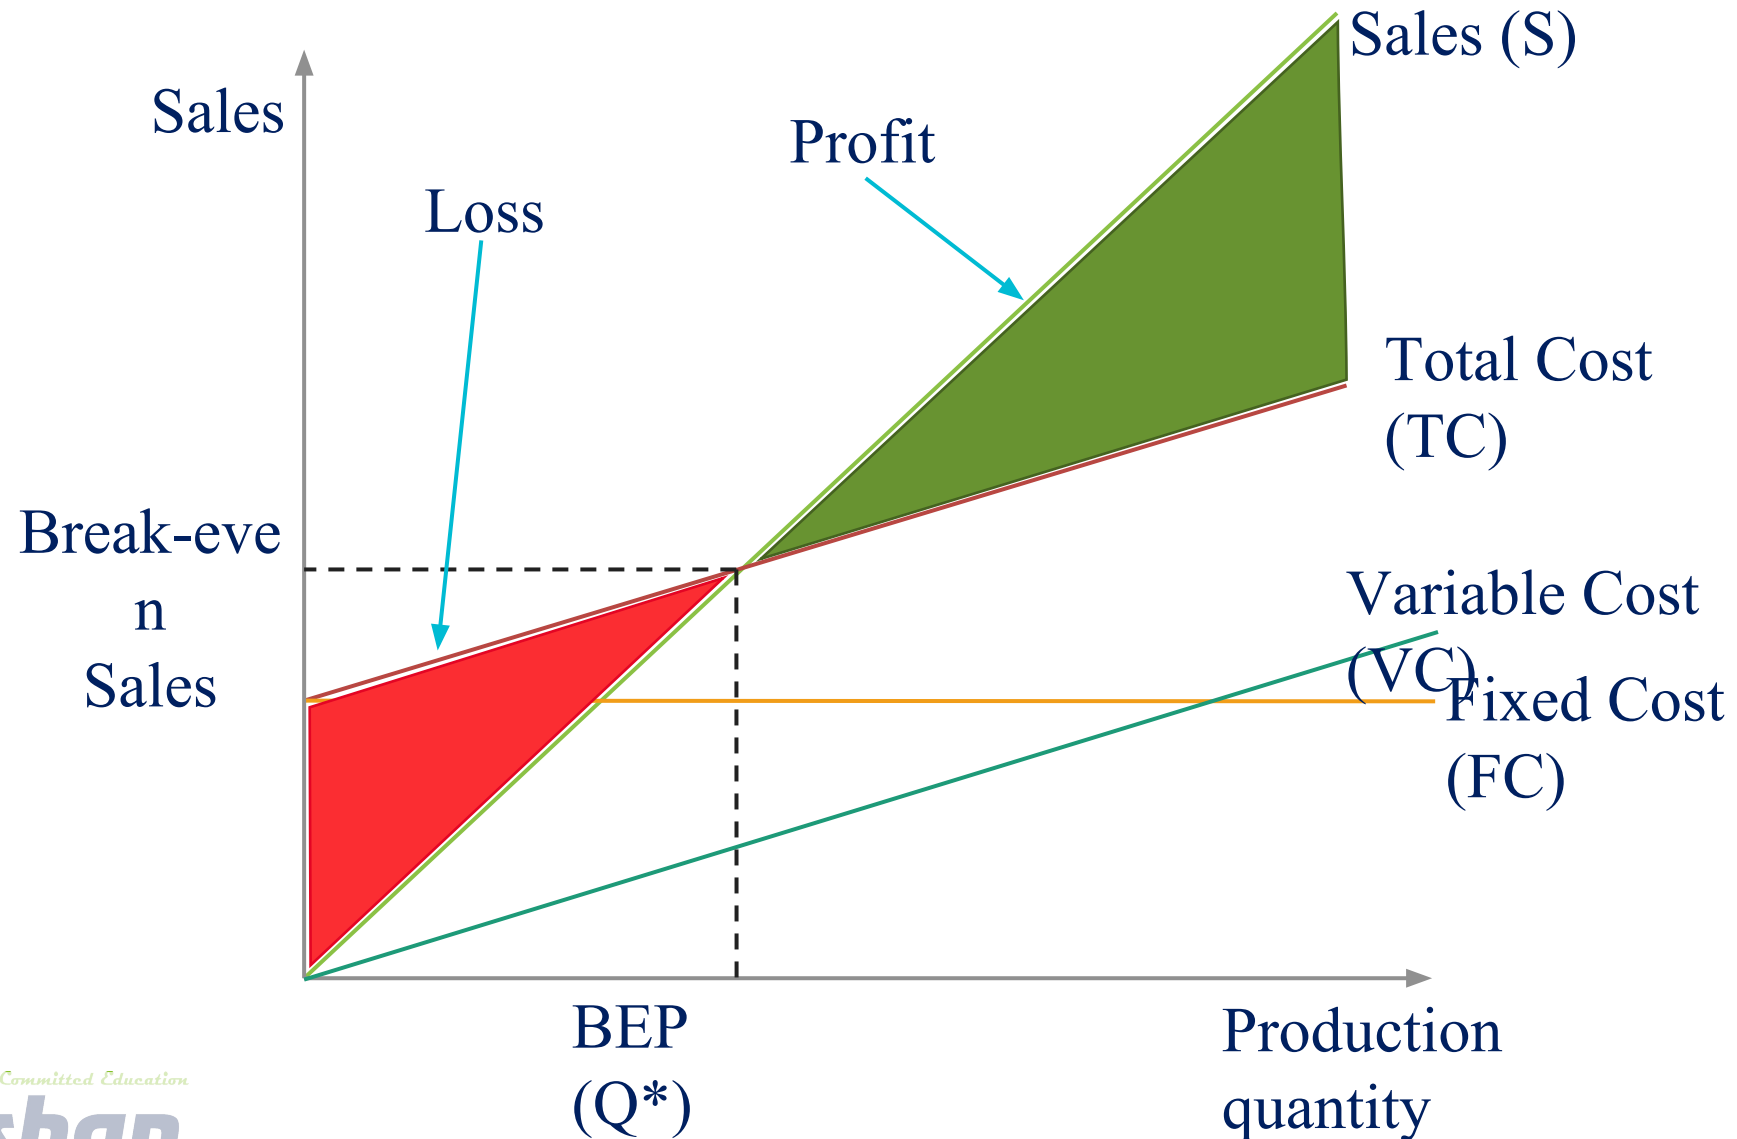 Sales (S)
Sales
Profit
Loss
Total Cost
(TC)
Break-eve
n
Sales
Variable Cost
(VC)
Fixed Cost
(FC)
BEP
(Q*)
Production
quantity
Committed Education